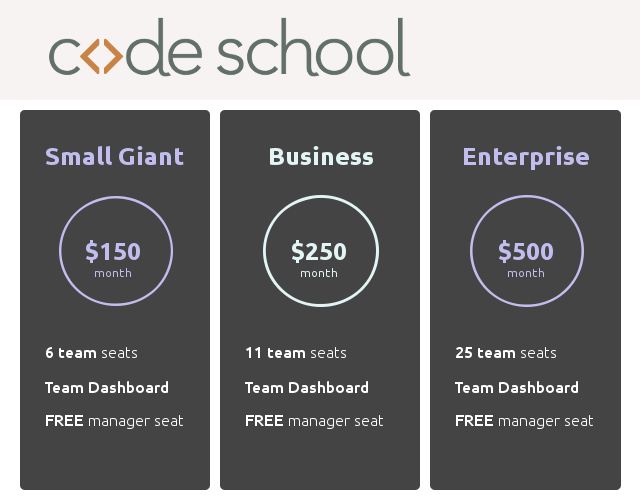 c<>de school
Small Giant
$150
month
6 team seats
Team Dashboard
FREE manager seat
Business
$250
month
11 team seats
Team Dashboard
FREE manager seat
Enterprise
$500
month
25 team seats
Team Dashboard
FREE manager seat